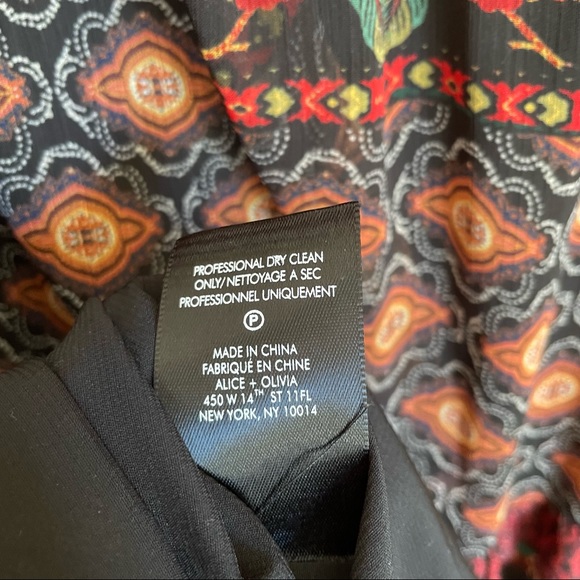 PROFESSIONAL DRY CLEAN
ONLY/NETTOYAGE A SEC
PROFESSIONNEL UNIQUEMENT
P
MADE IN CHINA
FABRIQUÉ EN CHINE
ALICE + OLIVIA
450 W 14TH ST 11FL
NEW YORK, NY 10014